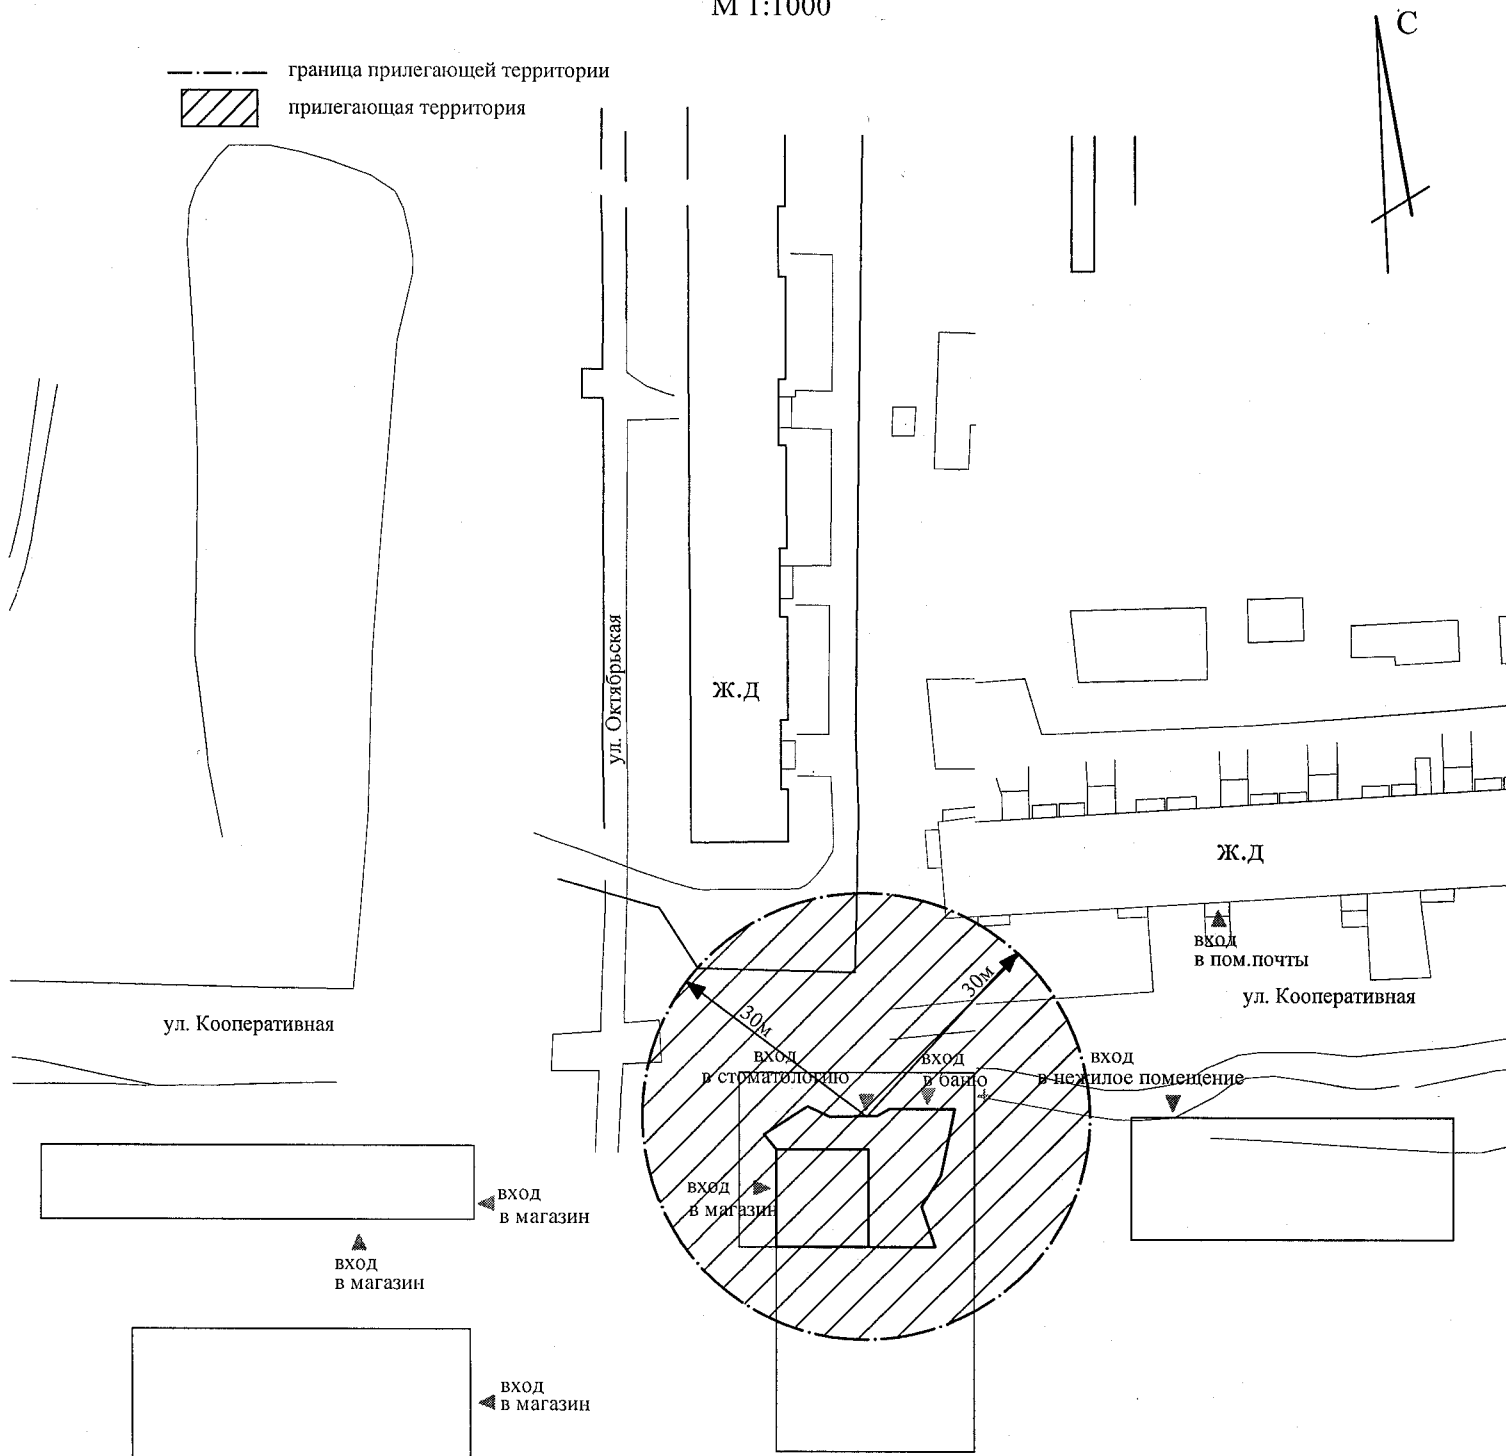 М 1:1000
С
граница прилегающей территории
прилегающая территория
ул. Октябрьская
Ж.Д
Ж.Д
вход
в пом.почты
ул. Кооперативная
ул. Кооперативная
30м
30м
вход
в стоматологию
вход
в баню
вход
в нежилое помещение
вход
в магазин
вход
в магазин
вход
в магазин
вход
в магазин